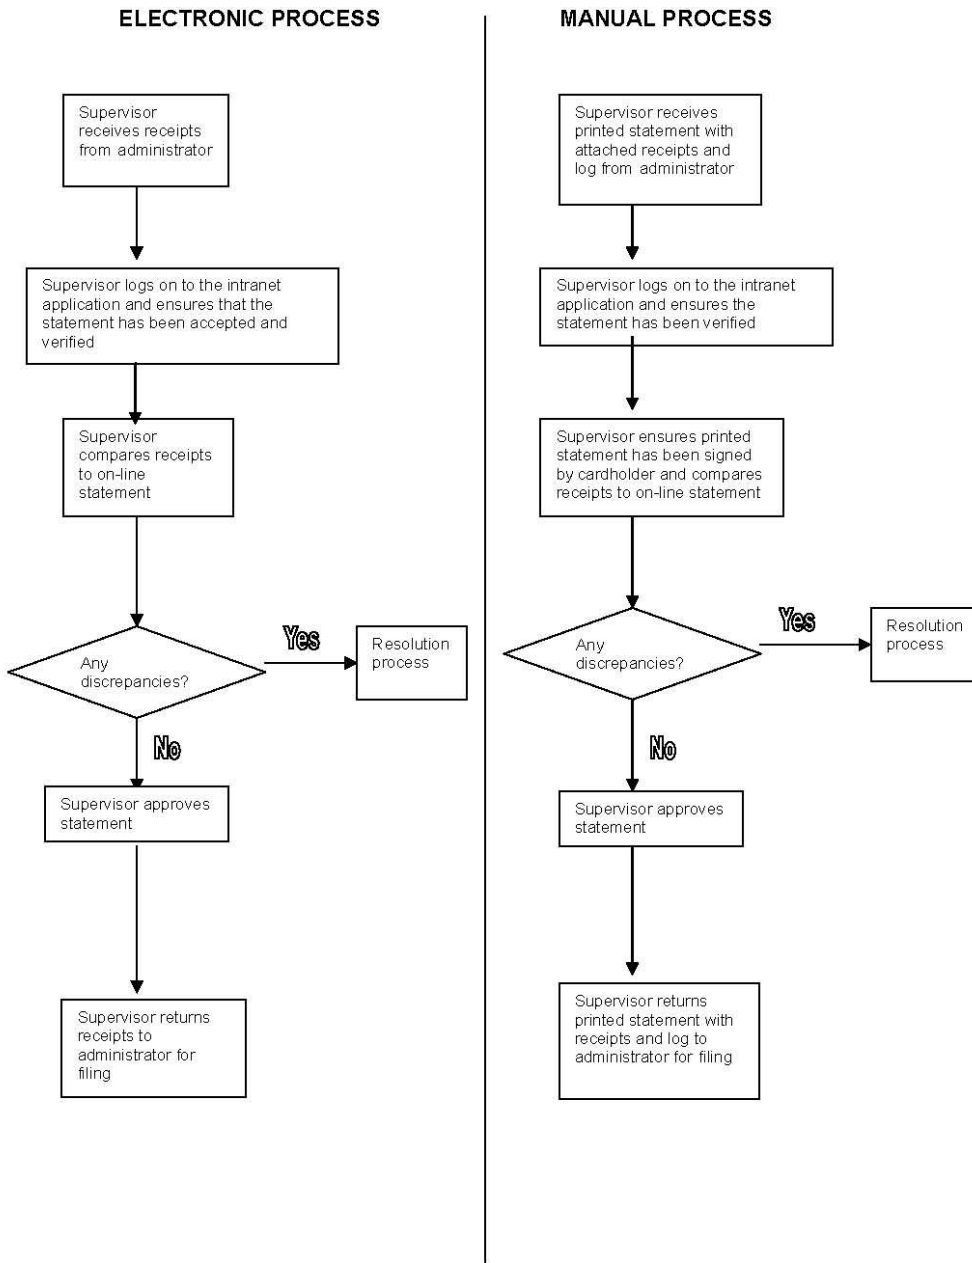 ELECTRONIC PROCESS
Supervisor
receives receipts
from administrator
Supervisor logs on to the intranet
application and ensures that the
statement has been accepted and
verified
Supervisor
compares receipts
to on-line
statement
Any
discrepancies?
Yes
Resolution
process
No
Supervisor approves
statement
Supervisor returns
receipts to
administrator for
filing
MANUAL PROCESS
Supervisor receives
printed statement with
attached receipts and
log from administrator
Supervisor logs on to the intranet
application and ensures the
statement has been verified
Supervisor ensures printed
statement has been signed
by cardholder and compares
receipts to on-line statement
Any
discrepancies?
Yes
Resolution
process
No
Supervisor approves
statement
Supervisor returns
printed statement with
receipts and log to
administrator for filing